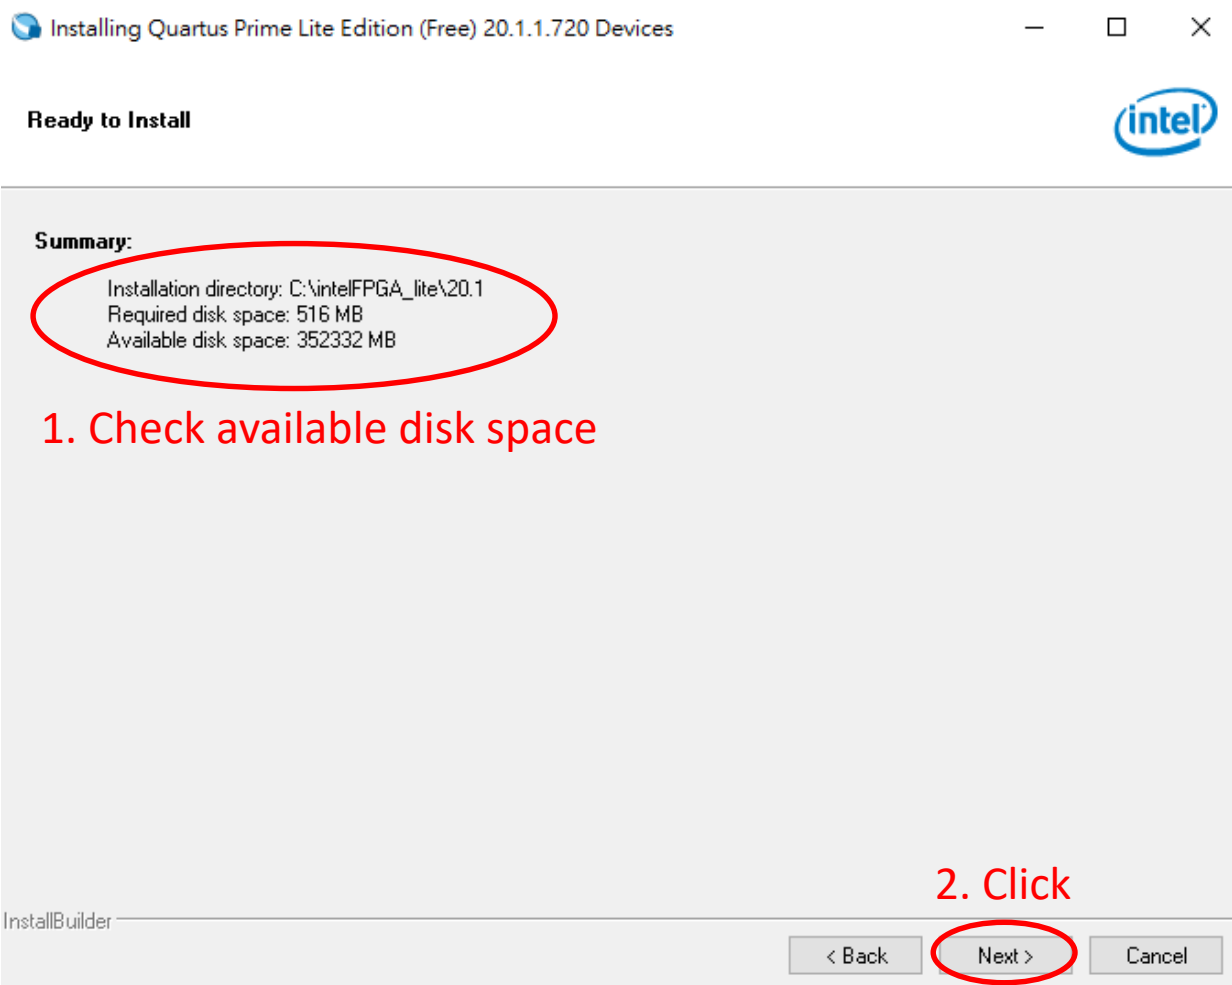 Installing Quartus Prime Lite Edition (Free) 20.1.1.720 Devices
Ready to Install
intel
Summary:
Installation directory: C:\intelFPGA_lite\20.1
Required disk space: 516 MB
Available disk space: 352332 MB
1. Check available disk space
2. Click
InstallBuilder
< Back
Next >
Cancel